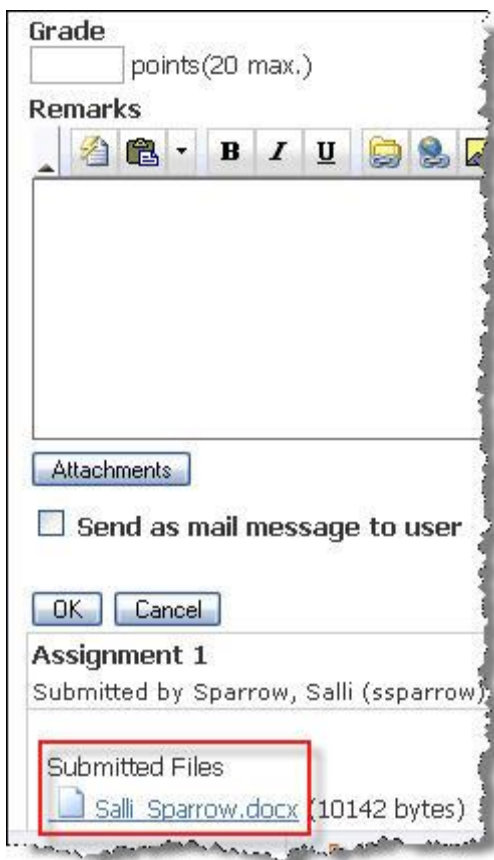 Grade
points(20 max.)
Remarks
B I U
Attachments
Send as mail message to user
OK Cancel
Assignment 1
Submitted by Sparrow, Salli (ssparrow)
Submitted Files
Salli_Sparrow.docx (10142 bytes)